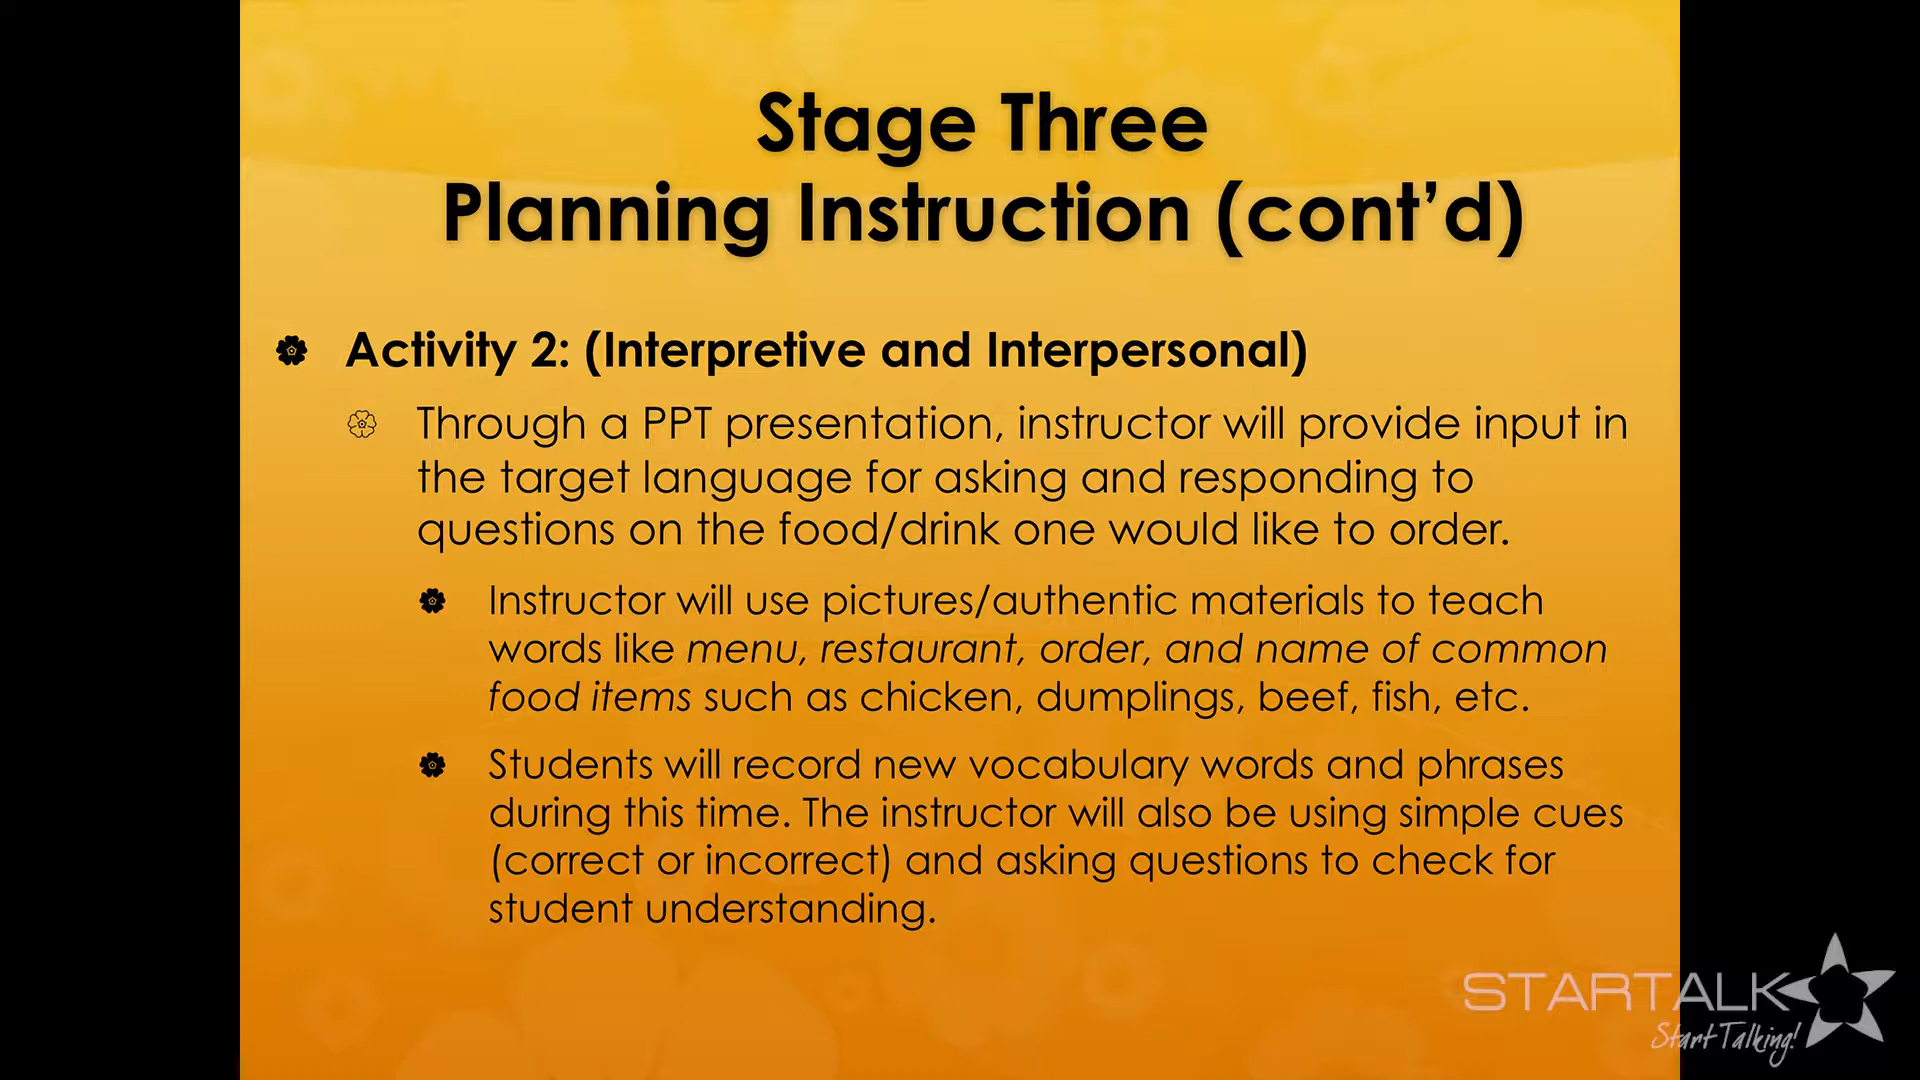 Stage Three
Planning Instruction (cont’d)
Activity 2: (Interpretive and Interpersonal)
Through a PPT presentation, instructor will provide input in
the target language for asking and responding to
questions on the food/drink one would like to order.
Instructor will use pictures/authentic materials to teach
words like menu, restaurant, order, and name of common
food items such as chicken, dumplings, beef, fish, etc.
Students will record new vocabulary words and phrases
during this time. The instructor will also be using simple cues
(correct or incorrect) and asking questions to check for
student understanding.
STARTALK
Start Talking!